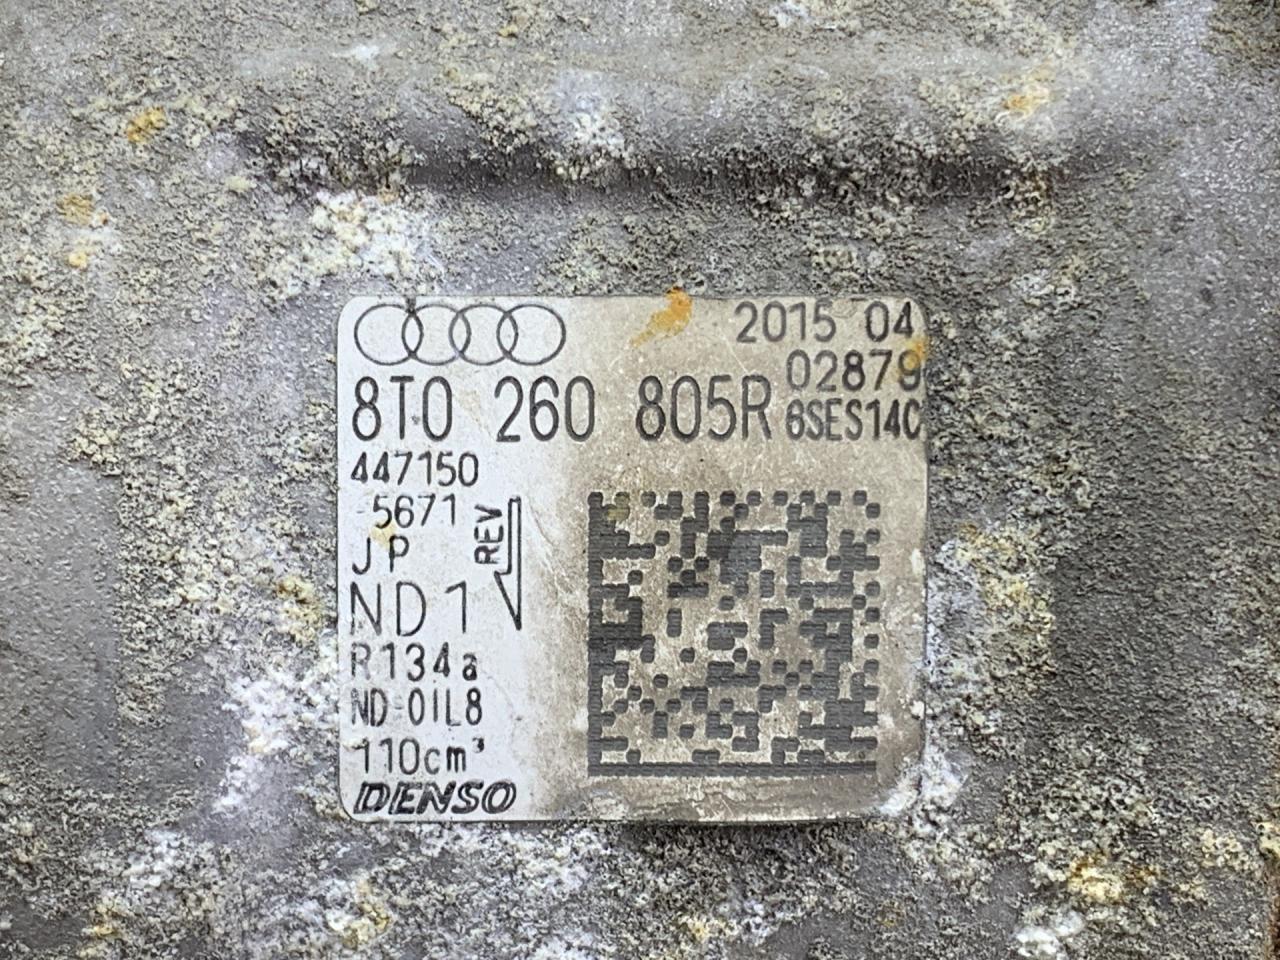 2015 04
02879
8T0 260 805R 6SES14C
447150
-5671
REV
JP
ND1
R134a
ND-OIL8
110cm³
DENSO